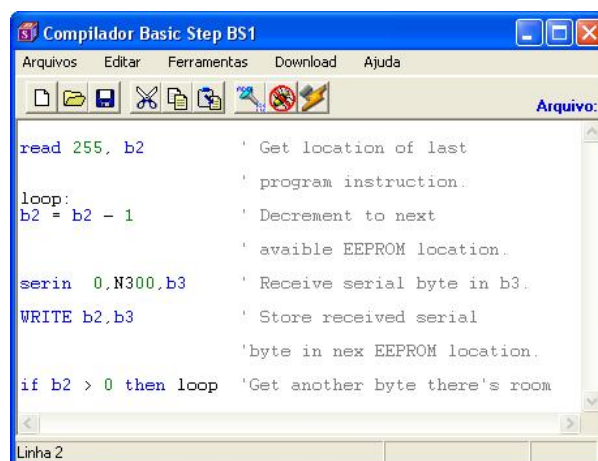 Compilador Basic Step BS1
Arquivos Editar Ferramentas Download Ajuda
Arquivo:
read 255, b2 ' Get location of last
' program instruction.
loop:
b2 = b2 - 1 ' Decrement to next
' avaible EEPROM location.
serin 0,N300,b3 ' Receive serial byte in b3.
WRITE b2,b3 ' Store received serial
'byte in nex EEPROM location.
if b2 > 0 then loop 'Get another byte there's room
Linha 2